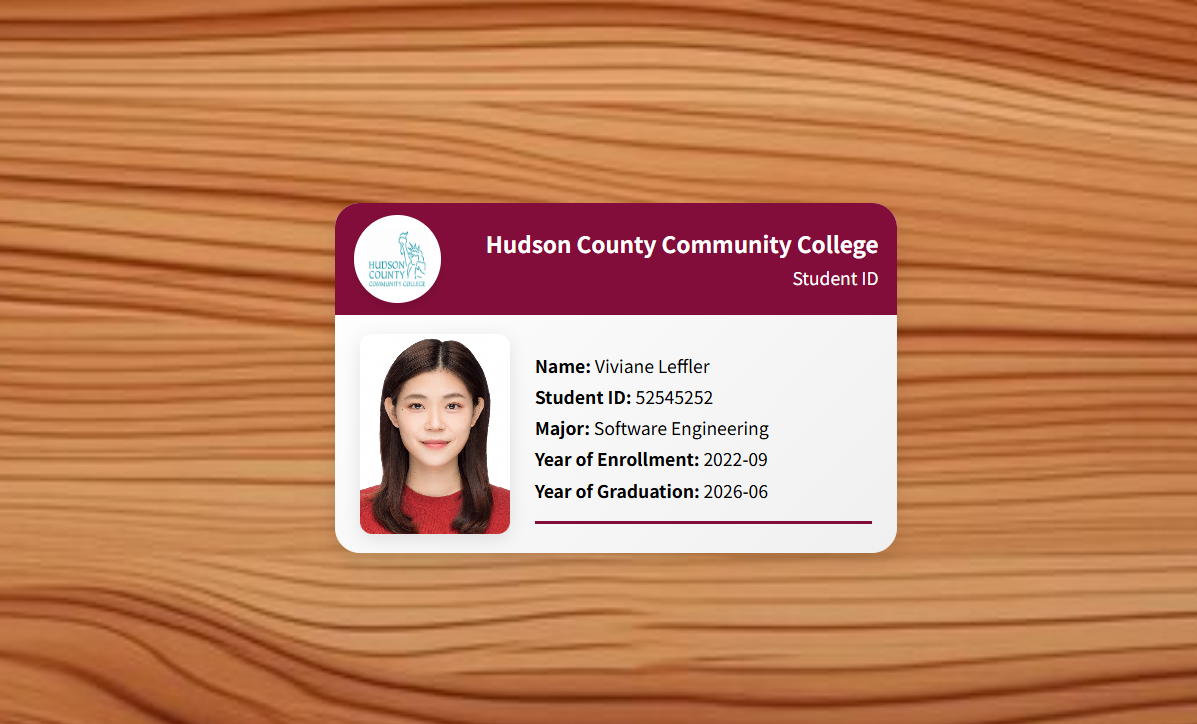 HUDSON
COUNTY
COMMUNITY COLLEGE
Hudson County Community College
Student ID
Name: Viviane Leffler
Student ID: 52545252
Major: Software Engineering
Year of Enrollment: 2022-09
Year of Graduation: 2026-06